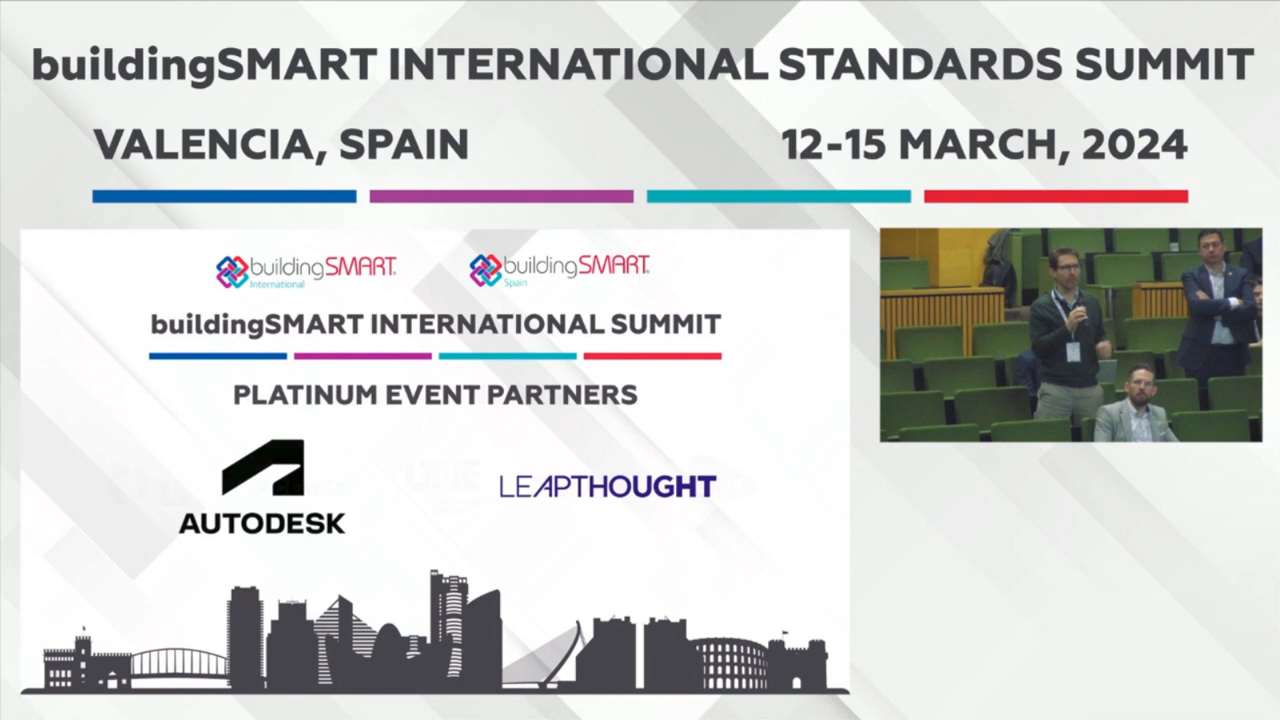 buildingSMART INTERNATIONAL STANDARDS SUMMIT
VALENCIA, SPAIN
12-15 MARCH, 2024
buildingSMART®
International
buildingSMART®
Spain
buildingSMART INTERNATIONAL SUMMIT
PLATINUM EVENT PARTNERS
AUTODESK
LEAPTHOUGHT